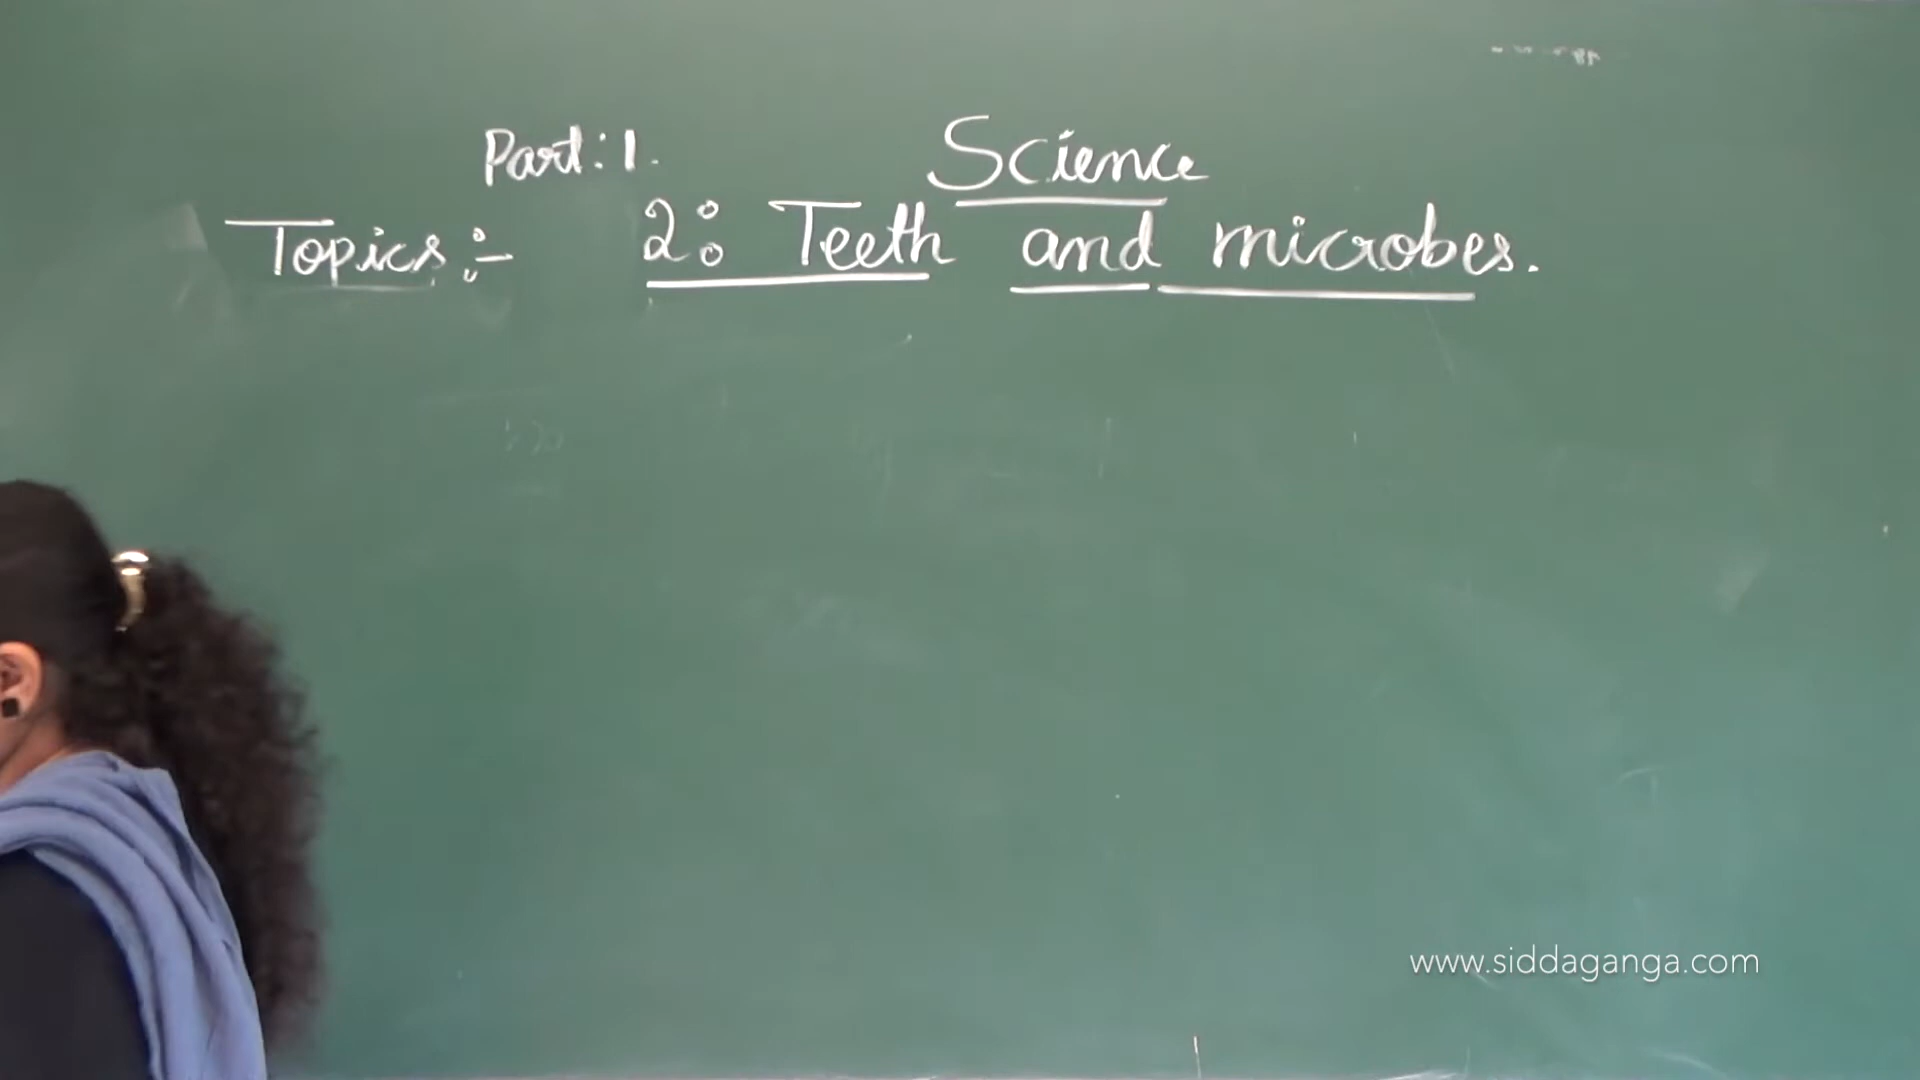 Part: 1. Science
Topics :- 2: Teeth and microbes.
www.siddaganga.com